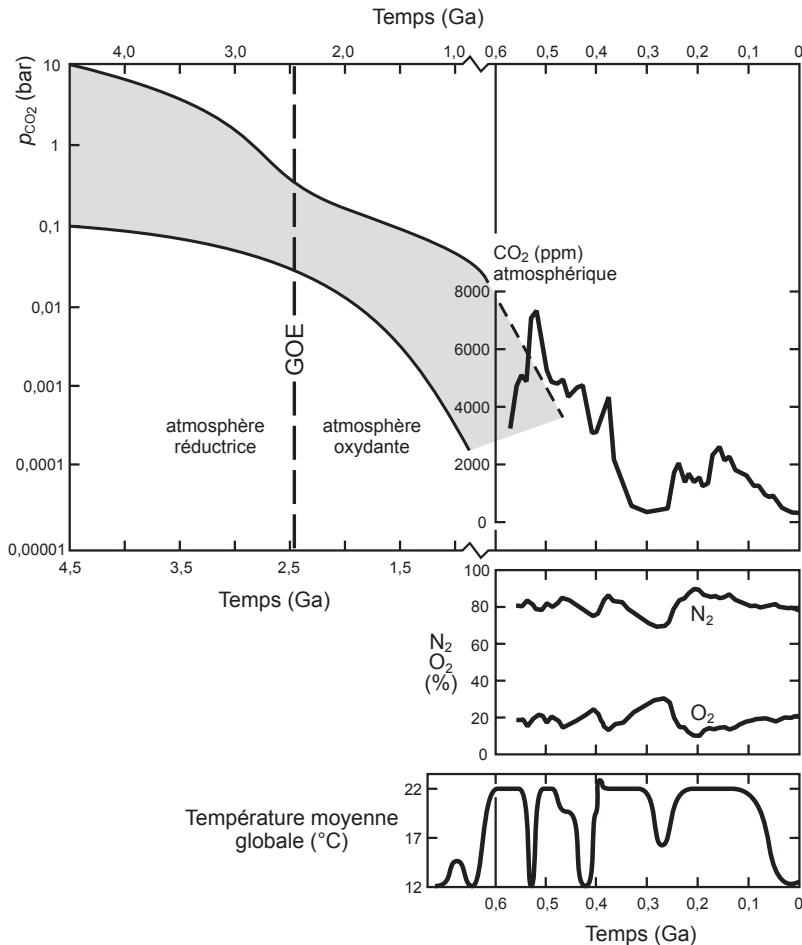 Temps (Ga)
4,0 3,0 2,0 1,0 0,6 0,5 0,4 0,3 0,2 0,1 0
pCO2 (bar)
10
1
0,1
0,01
0,001
0,0001
0,00001
GOE
atmosphère
réductrice
atmosphère
oxydante
4,5 3,5 2,5 1,5
Temps (Ga)
CO2 (ppm)
atmosphérique
8000
6000
4000
2000
0
N2
O2
(%)
100
80
60
40
20
0
N2
O2
Température moyenne
globale (°C)
22
17
12
0,6 0,5 0,4 0,3 0,2 0,1 0
Temps (Ga)